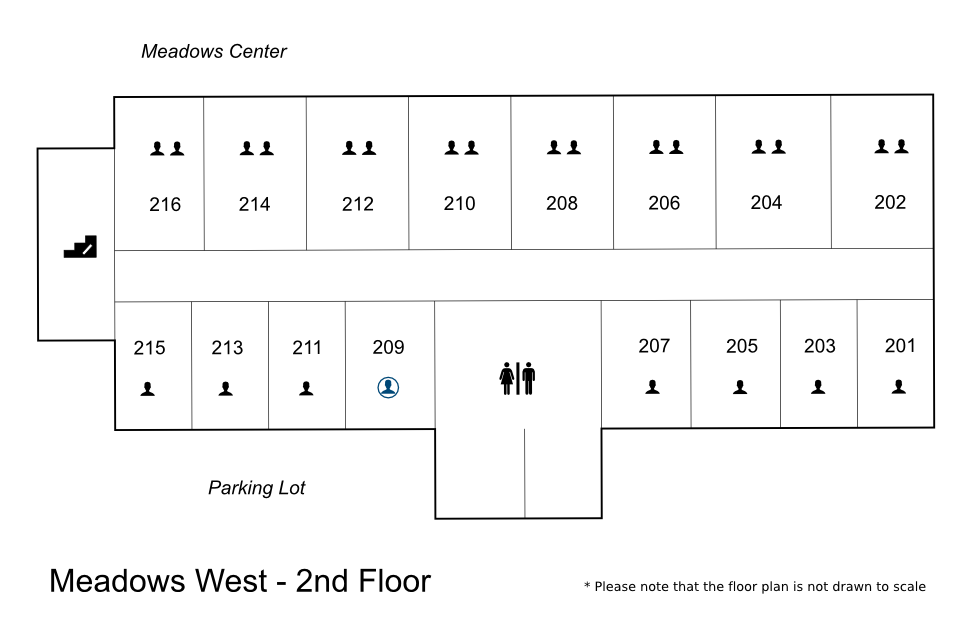 Meadows Center
216 214 212 210 208 206 204 202
215 213 211 209 207 205 203 201
Parking Lot
Meadows West - 2nd Floor
* Please note that the floor plan is not drawn to scale